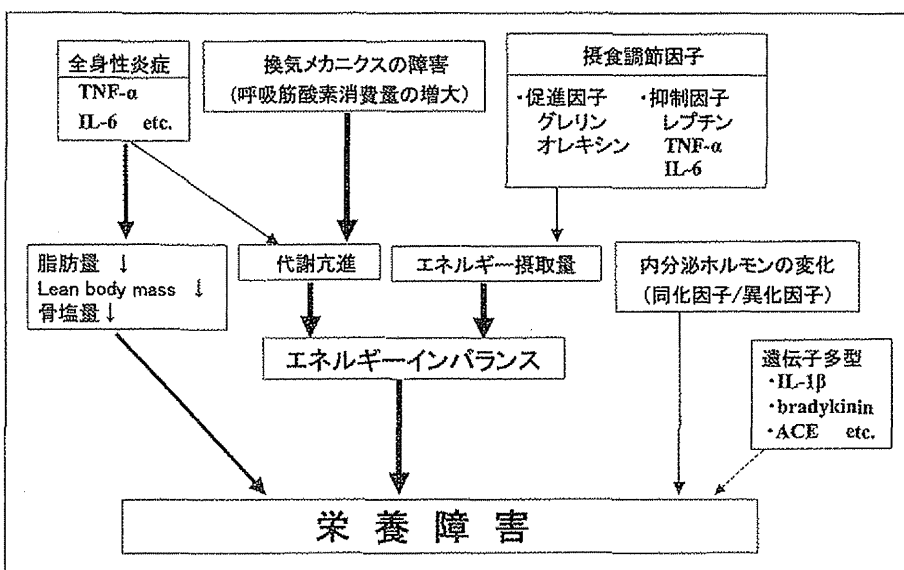 全身性炎症
TNF-α
IL-6 etc.
換気メカニクスの障害
(呼吸筋酸素消費量の増大)
摂食調節因子
・促進因子
グレリン
オレキシン
・抑制因子
レプチン
TNF-α
IL-6
脂肪量 ↓
Lean body mass ↓
骨塩量↓
代謝亢進
エネルギー摂取量
内分泌ホルモンの変化
(同化因子/異化因子)
エネルギーインバランス
遺伝子多型
・IL-1β
・bradykinin
・ACE etc.
栄養障害